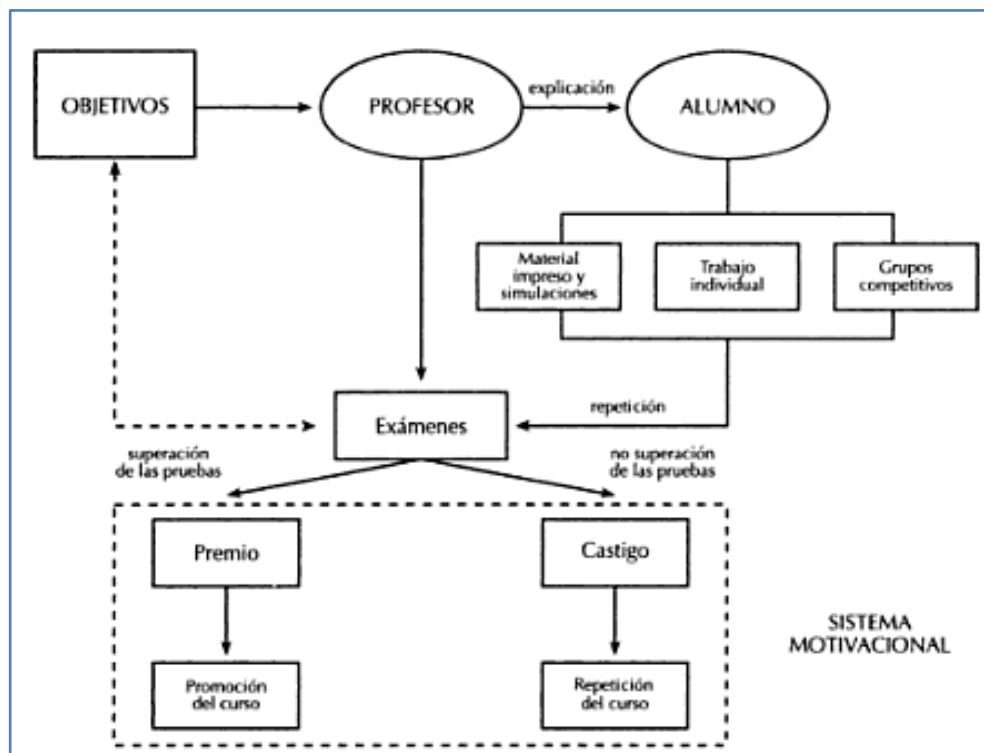 OBJETIVOS
PROFESOR
explicación
ALUMNO
Material
impreso y
simulaciones
Trabajo
individual
Grupos
competitivos
Exámenes
repetición
superación
de las pruebas
no superación
de las pruebas
Premio
Castigo
Promoción
del curso
Repetición
del curso
SISTEMA
MOTIVACIONAL